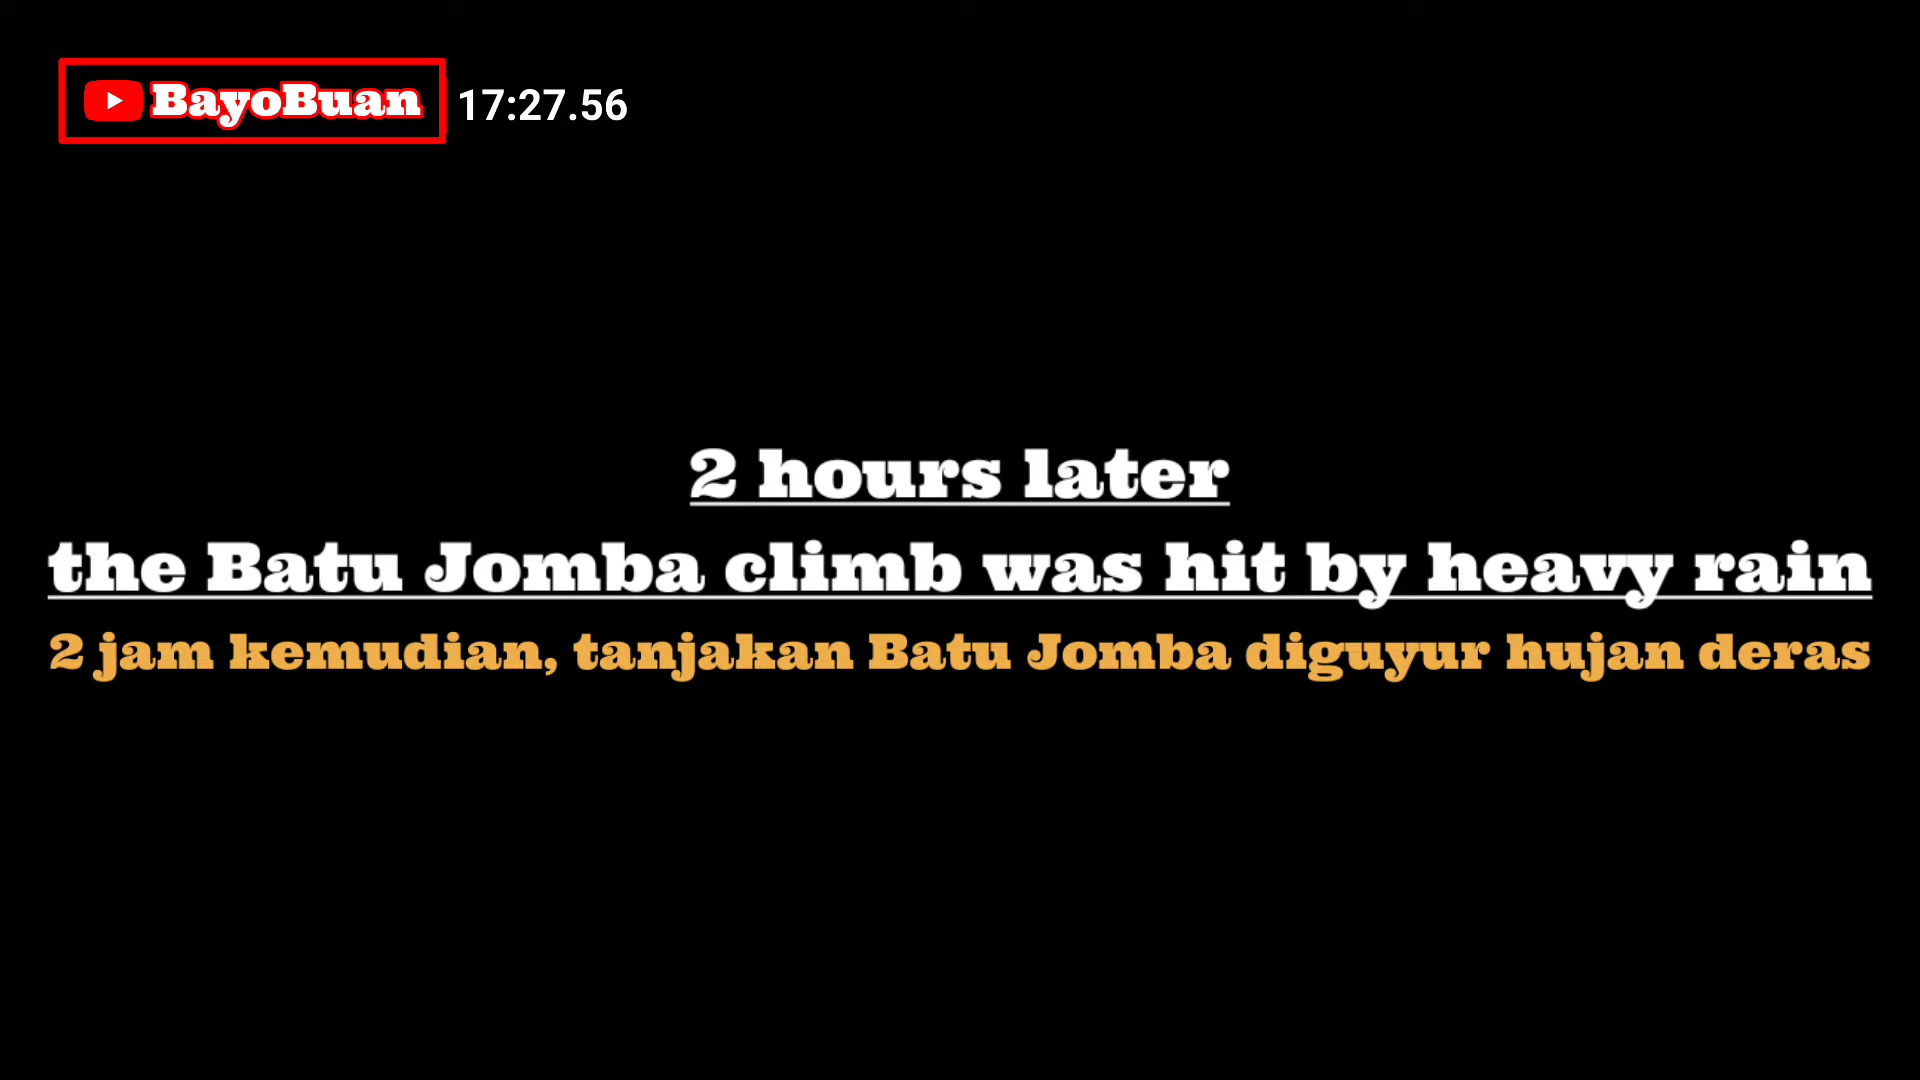 BayoBuan 17:27.56
2 hours later
the Batu Jomba climb was hit by heavy rain
2 jam kemudian, tanjakan Batu Jomba diguyur hujan deras